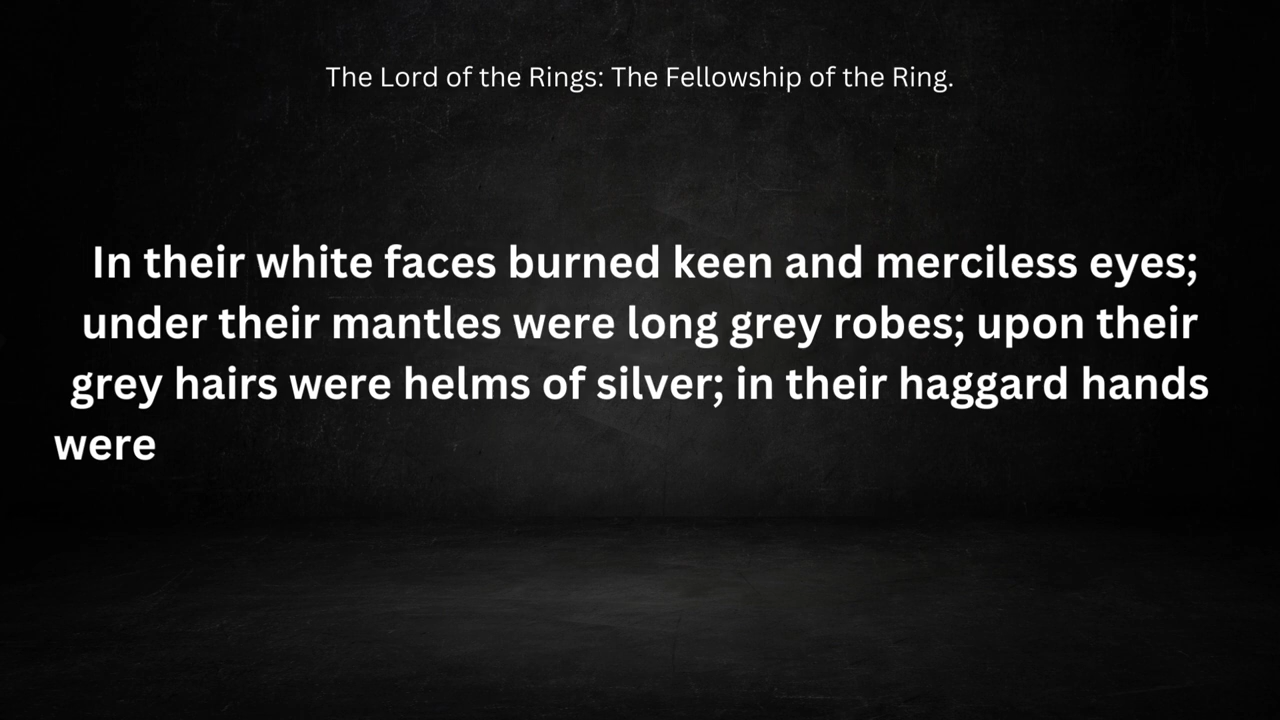 The Lord of the Rings: The Fellowship of the Ring.
In their white faces burned keen and merciless eyes;
under their mantles were long grey robes; upon their
grey hairs were helms of silver; in their haggard hands
were